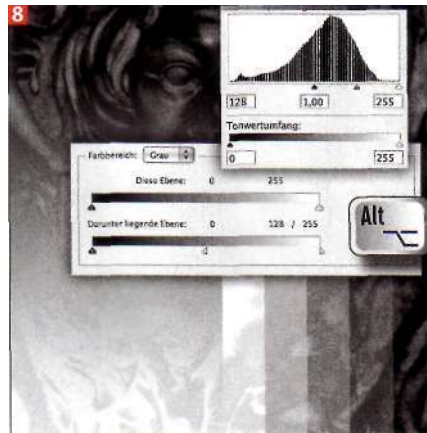 8
128 1,00 255
Tonwertumfang:
0 255
Farbbereich: Grau
Diese Ebene: 0 255
Darunter liegende Ebene: 0 128 / 255
Alt